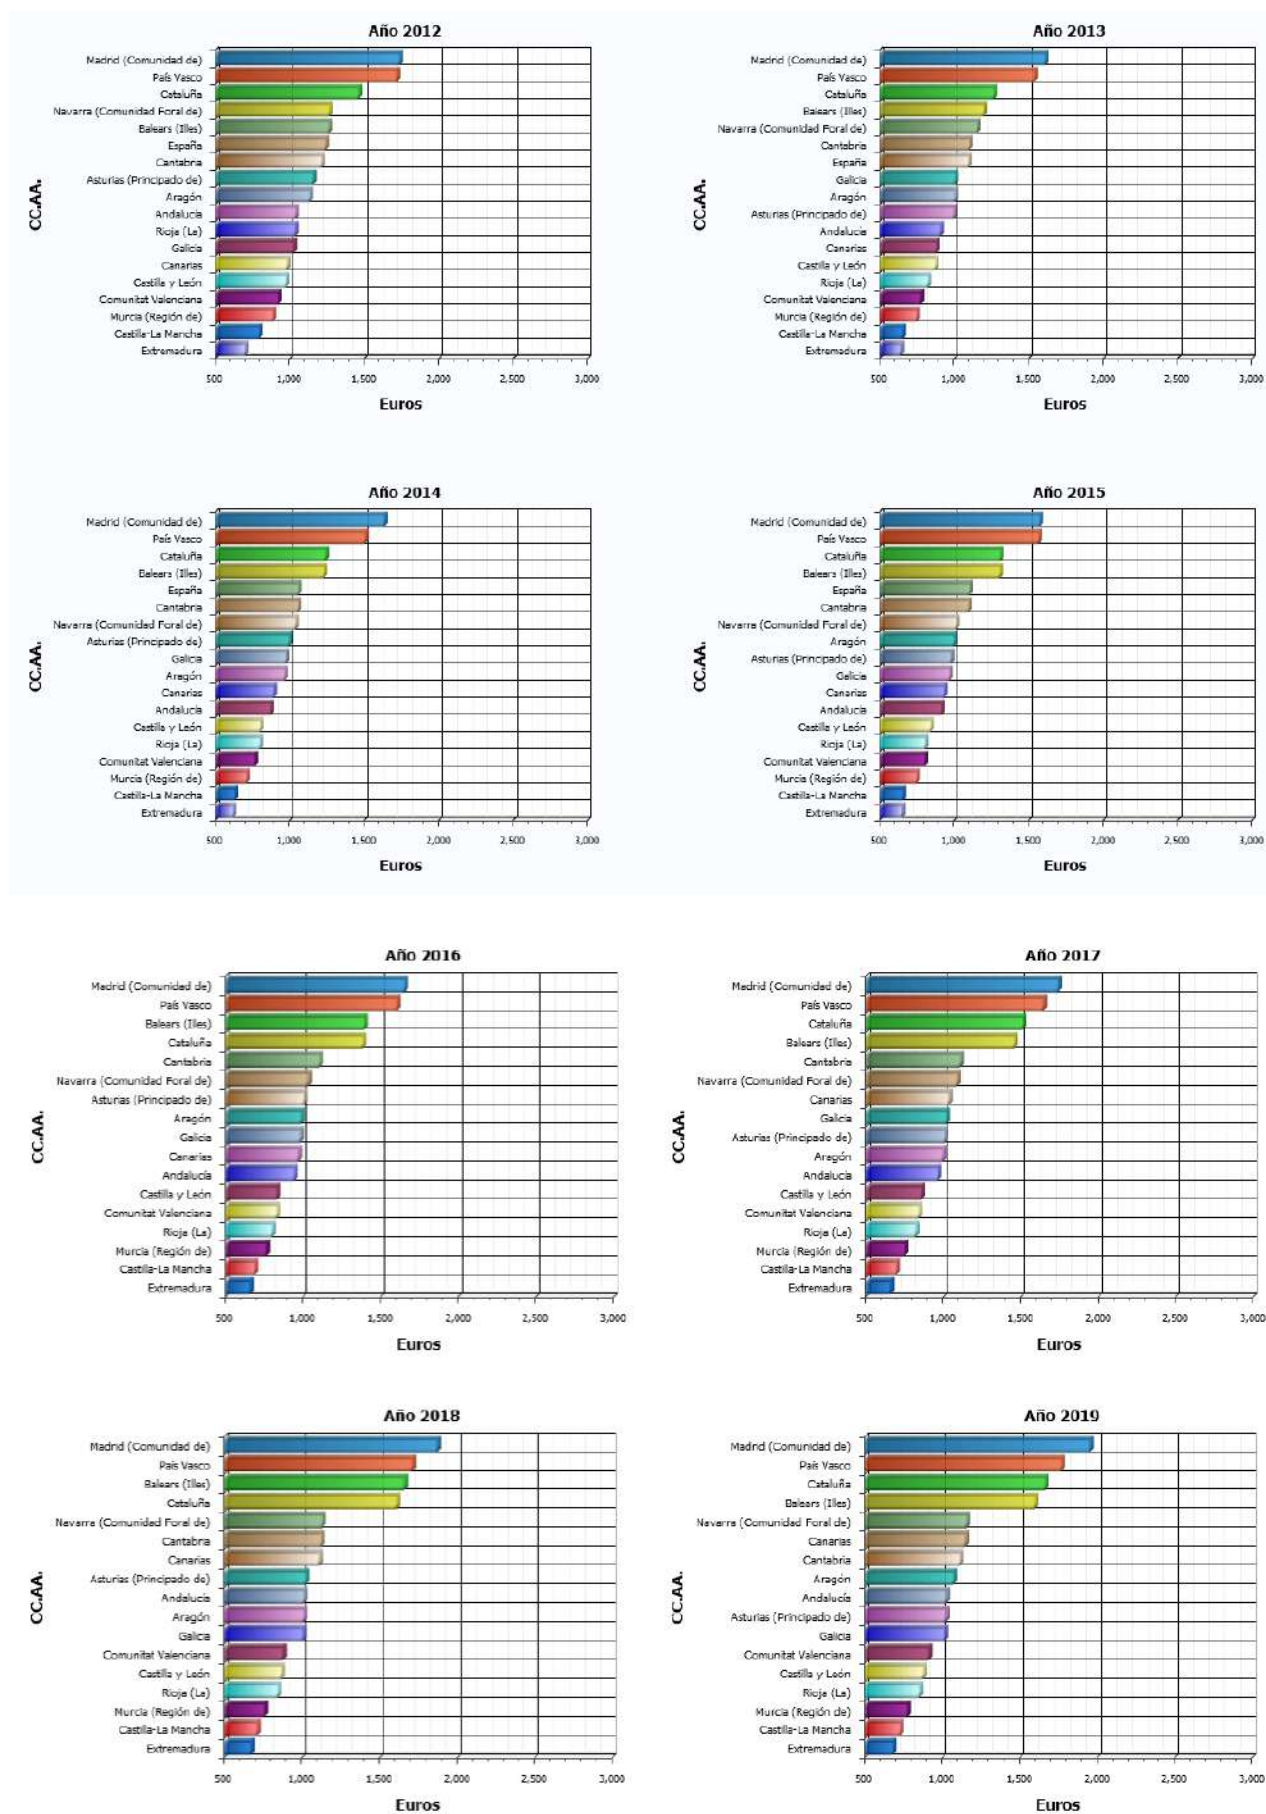 Año 2012
CC.AA.
Madrid (Comunidad de)
País Vasco
Cataluña
Navarra (Comunidad Foral de)
Balears (Illes)
España
Cantabria
Asturias (Principado de)
Aragón
Andalucía
Rioja (La)
Galicia
Canarias
Castilla y León
Comunitat Valenciana
Murcia (Región de)
Castilla-La Mancha
Extremadura
500 1,000 1,500 2,000 2,500 3,000
Euros
Año 2013
CC.AA.
Madrid (Comunidad de)
País Vasco
Cataluña
Balears (Illes)
Navarra (Comunidad Foral de)
Cantabria
España
Galicia
Aragón
Asturias (Principado de)
Andalucía
Canarias
Castilla y León
Rioja (La)
Comunitat Valenciana
Murcia (Región de)
Castilla-La Mancha
Extremadura
500 1,000 1,500 2,000 2,500 3,000
Euros
Año 2014
CC.AA.
Madrid (Comunidad de)
País Vasco
Cataluña
Balears (Illes)
España
Cantabria
Navarra (Comunidad Foral de)
Asturias (Principado de)
Galicia
Aragón
Canarias
Andalucía
Castilla y León
Rioja (La)
Comunitat Valenciana
Murcia (Región de)
Castilla-La Mancha
Extremadura
500 1,000 1,500 2,000 2,500 3,000
Euros
Año 2015
CC.AA.
Madrid (Comunidad de)
País Vasco
Cataluña
Balears (Illes)
España
Cantabria
Navarra (Comunidad Foral de)
Aragón
Asturias (Principado de)
Galicia
Canarias
Andalucía
Castilla y León
Rioja (La)
Comunitat Valenciana
Murcia (Región de)
Castilla-La Mancha
Extremadura
500 1,000 1,500 2,000 2,500 3,000
Euros
Año 2016
CC.AA.
Madrid (Comunidad de)
País Vasco
Balears (Illes)
Cataluña
Cantabria
Navarra (Comunidad Foral de)
Asturias (Principado de)
Aragón
Galicia
Canarias
Andalucía
Castilla y León
Comunitat Valenciana
Rioja (La)
Murcia (Región de)
Castilla-La Mancha
Extremadura
500 1,000 1,500 2,000 2,500 3,000
Euros
Año 2017
CC.AA.
Madrid (Comunidad de)
País Vasco
Cataluña
Balears (Illes)
Cantabria
Navarra (Comunidad Foral de)
Canarias
Galicia
Asturias (Principado de)
Aragón
Andalucía
Castilla y León
Comunitat Valenciana
Rioja (La)
Murcia (Región de)
Castilla-La Mancha
Extremadura
500 1,000 1,500 2,000 2,500 3,000
Euros
Año 2018
CC.AA.
Madrid (Comunidad de)
País Vasco
Balears (Illes)
Cataluña
Navarra (Comunidad Foral de)
Cantabria
Canarias
Asturias (Principado de)
Andalucía
Aragón
Galicia
Comunitat Valenciana
Castilla y León
Rioja (La)
Murcia (Región de)
Castilla-La Mancha
Extremadura
500 1,000 1,500 2,000 2,500 3,000
Euros
Año 2019
CC.AA.
Madrid (Comunidad de)
País Vasco
Cataluña
Balears (Illes)
Navarra (Comunidad Foral de)
Canarias
Cantabria
Aragón
Andalucía
Asturias (Principado de)
Galicia
Comunitat Valenciana
Castilla y León
Rioja (La)
Murcia (Región de)
Castilla-La Mancha
Extremadura
500 1,000 1,500 2,000 2,500 3,000
Euros